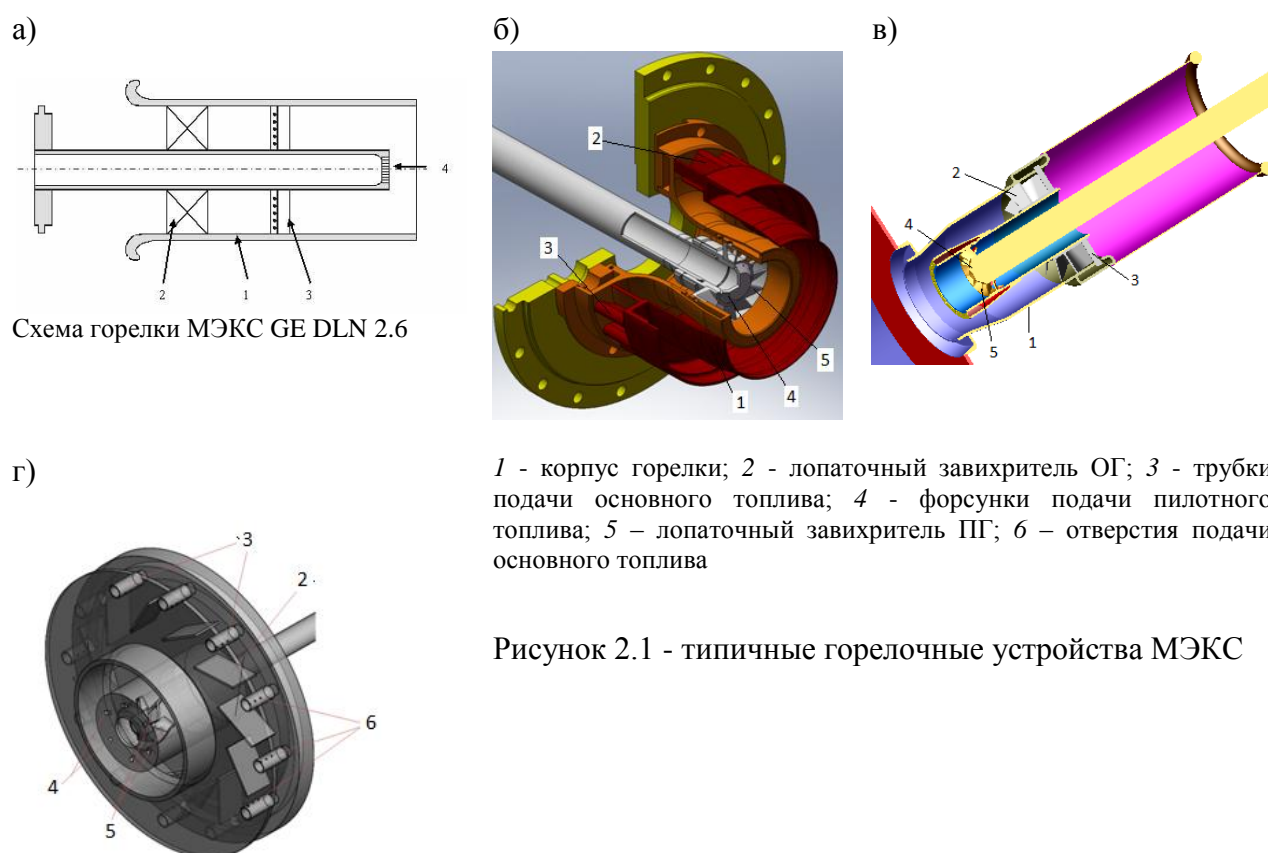 а)
б)
в)
4
2
1
3
Схема горелки МЭКС GE DLN 2.6
2
3
5
4
1
2
4
3
5
1
г)
1 - корпус горелки; 2 - лопаточный завихритель ОГ; 3 - трубки
подачи основного топлива; 4 - форсунки подачи пилотного
топлива; 5 – лопаточный завихритель ПГ; 6 – отверстия подачи
основного топлива
3
2
6
4
5
Рисунок 2.1 - типичные горелочные устройства МЭКС